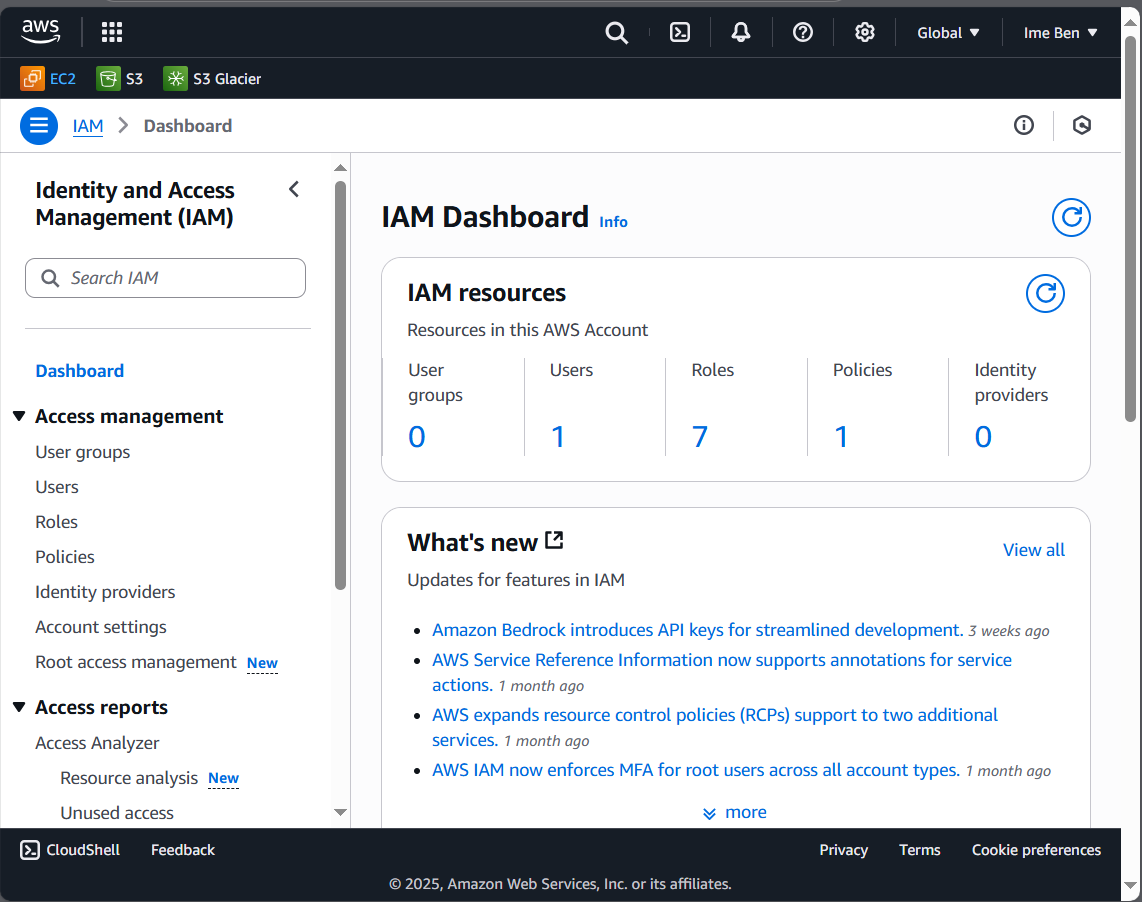 aws
Global ▼
Ime Ben ▼
EC2
S3
S3 Glacier
IAM
Dashboard
Identity and Access
Management (IAM)
Search IAM
Dashboard
Access management
User groups
Users
Roles
Policies
Identity providers
Account settings
Root access management New
Access reports
Access Analyzer
Resource analysis New
Unused access
IAM Dashboard Info
IAM resources
Resources in this AWS Account
User
groups
0
Users
1
Roles
7
Policies
1
Identity
providers
0
What's new
View all
Updates for features in IAM
• Amazon Bedrock introduces API keys for streamlined development. 3 weeks ago
• AWS Service Reference Information now supports annotations for service
actions. 1 month ago
• AWS expands resource control policies (RCPs) support to two additional
services. 1 month ago
• AWS IAM now enforces MFA for root users across all account types. 1 month ago
more
CloudShell
Feedback
Privacy
Terms
Cookie preferences
© 2025, Amazon Web Services, Inc. or its affiliates.